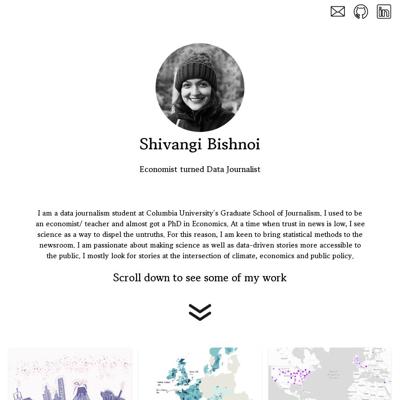 Shivangi Bishnoi
Economist turned Data Journalist
I am a data journalism student at Columbia University's Graduate School of Journalism. I used to be
an economist/ teacher and almost got a PhD in Economics. At a time when trust in news is low, I see
science as a way to dispel the untruths. For this reason, I am keen to bring statistical methods to the
newsroom. I am passionate about making science as well as data-driven stories more accessible to
the public. I mostly look for stories at the intersection of climate, economics and public policy.
Scroll down to see some of my work